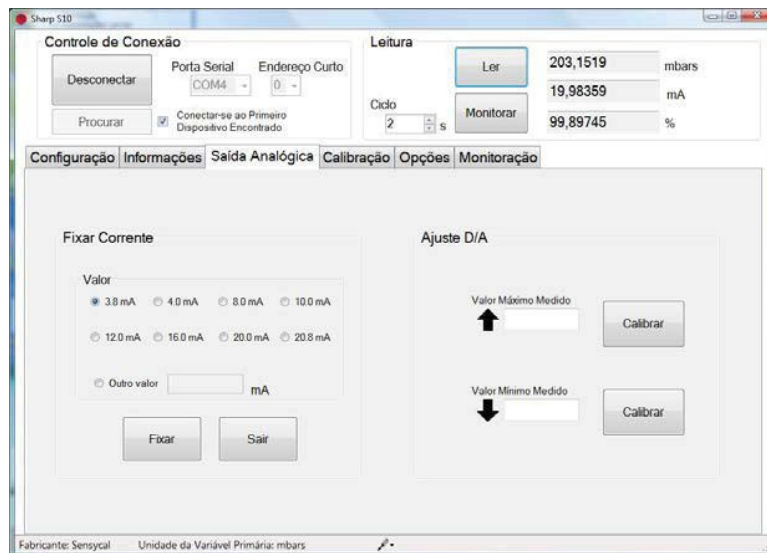 Sharp S10
Controle de Conexão
Desconectar
Porta Serial
COM4
Endereço Curto
0
Procurar
Conectar-se ao Primeiro
Dispositivo Encontrado
Leitura
Ler
Ciclo
2 s
Monitorar
203,1519 mbars
19,98359 mA
99,89745 %
Configuração Informações Saída Analógica Calibração Opções Monitoração
Fixar Corrente
Valor
3.8 mA 4.0 mA 8.0 mA 10.0 mA
12.0 mA 16.0 mA 20.0 mA 20.8 mA
Outro valor mA
Fixar Sair
Ajuste D/A
Valor Máximo Medido
Calibrar
Valor Mínimo Medido
Calibrar
Fabricante: Sensycal Unidade da Variável Primária: mbars